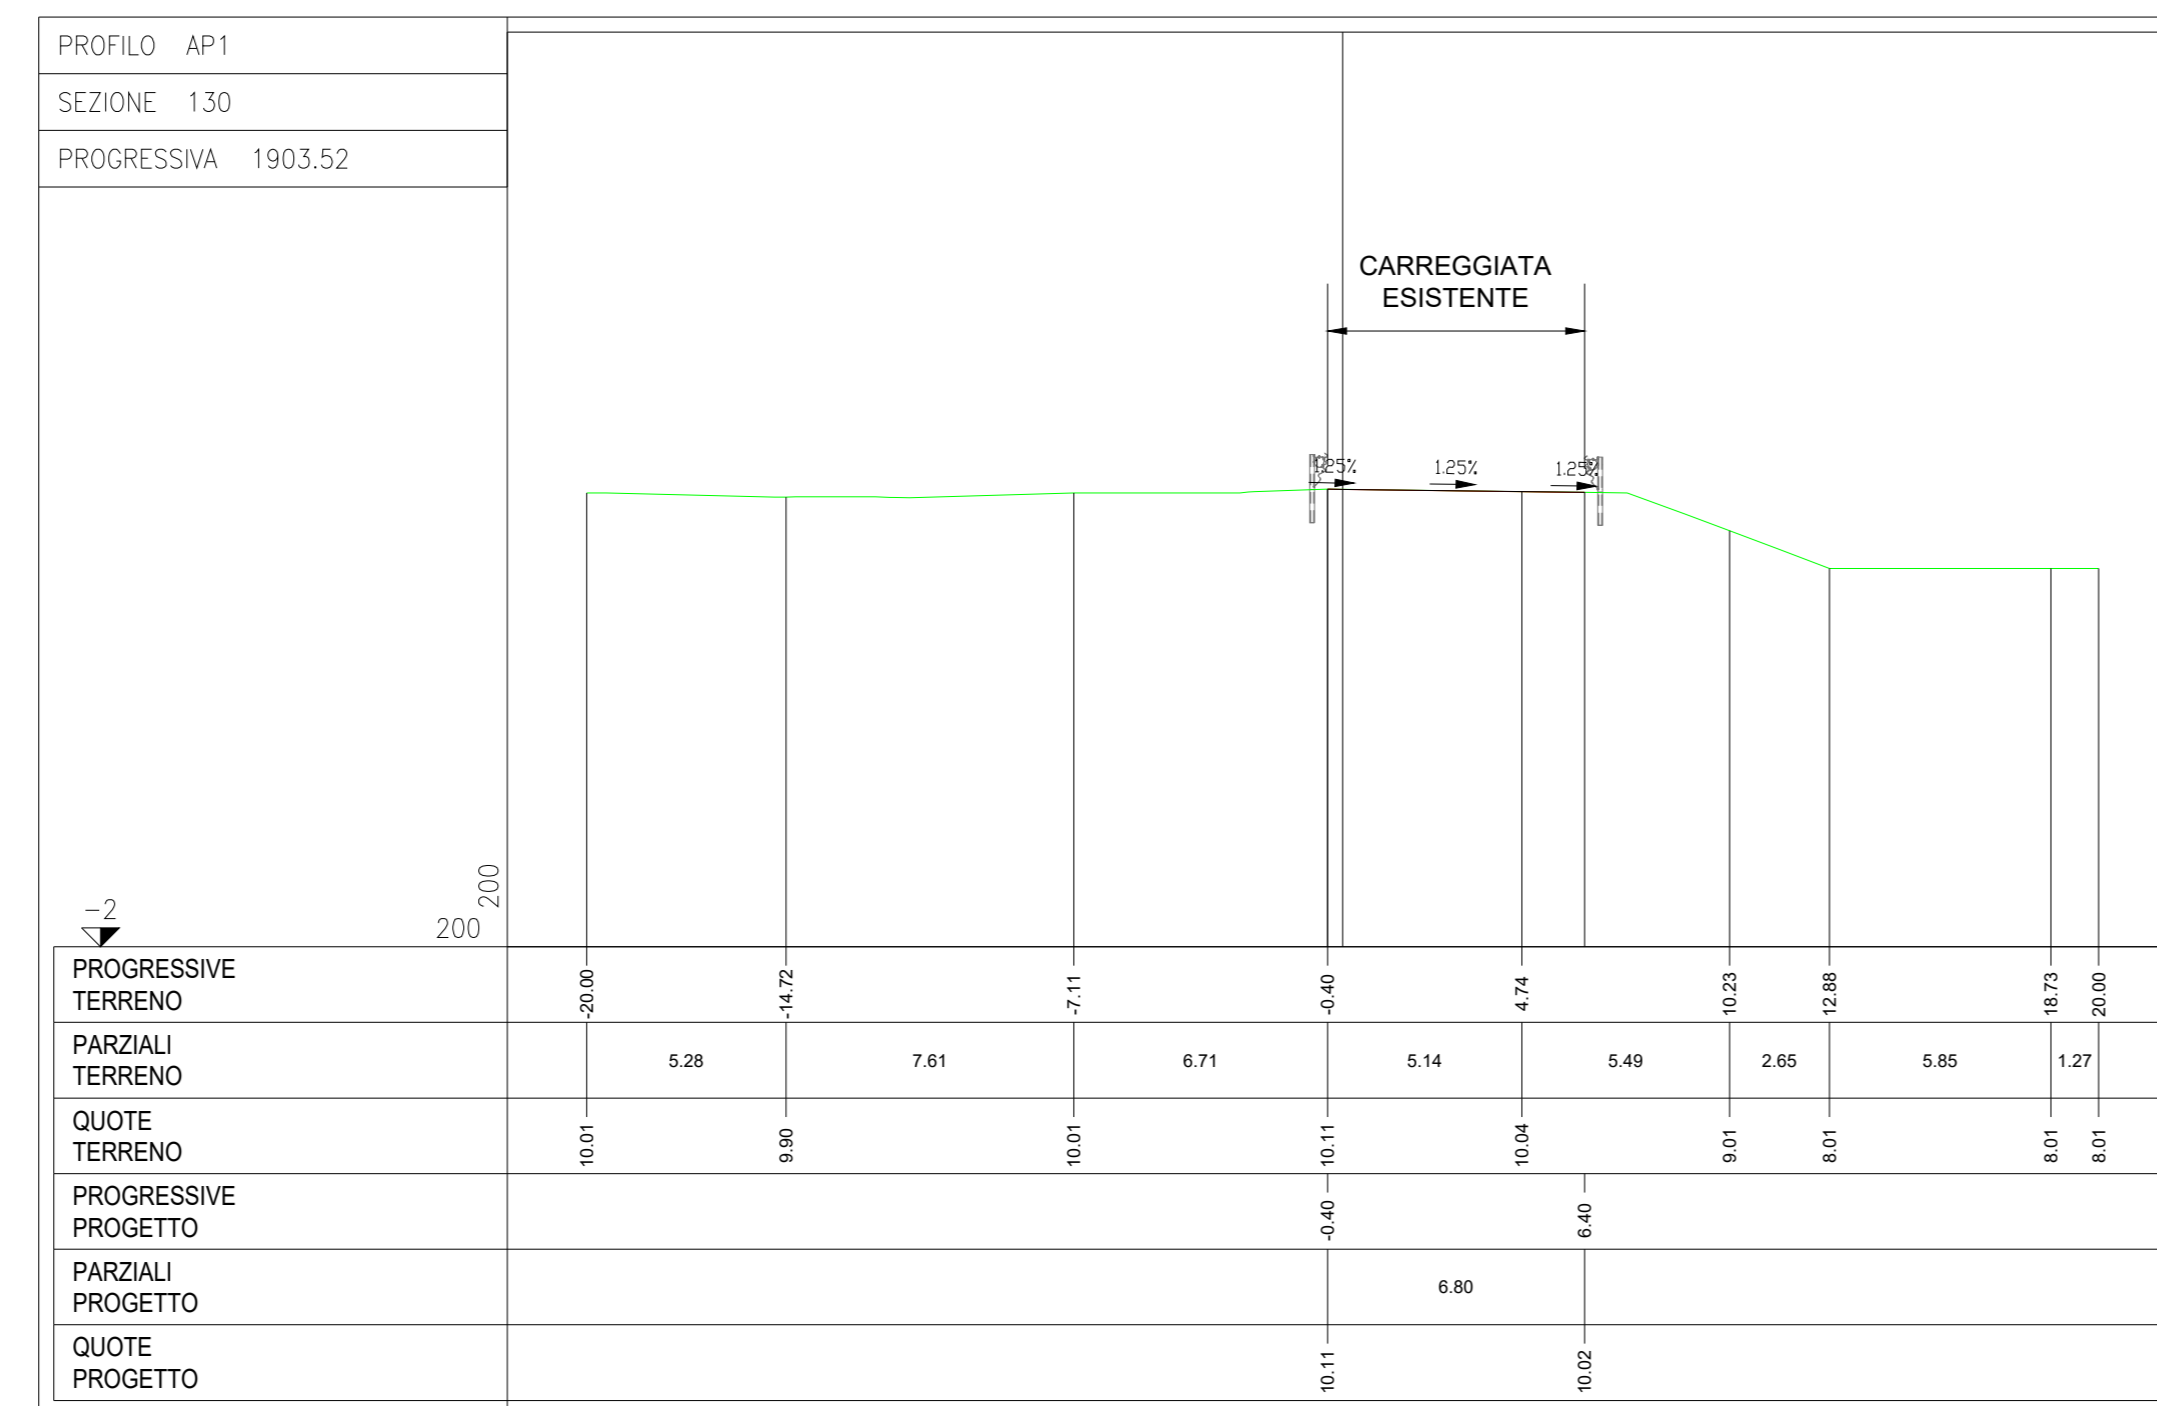 PROFILO AP1
SEZIONE 130
PROGRESSIVA 1903.52
CARREGGIATA
ESISTENTE
1.25% 1.25% 1.25%
200
-2
200
PROGRESSIVE
TERRENO
-20.00 -14.72 -7.11 -0.40 4.74 10.23 12.88 18.73 20.00
PARZIALI
TERRENO
5.28 7.61 6.71 5.14 5.49 2.65 5.85 1.27
QUOTE
TERRENO
10.01 9.90 10.01 10.11 10.04 9.01 8.01 8.01 8.01
PROGRESSIVE
PROGETTO
-0.40 6.40
PARZIALI
PROGETTO
6.80
QUOTE
PROGETTO
10.11 10.02